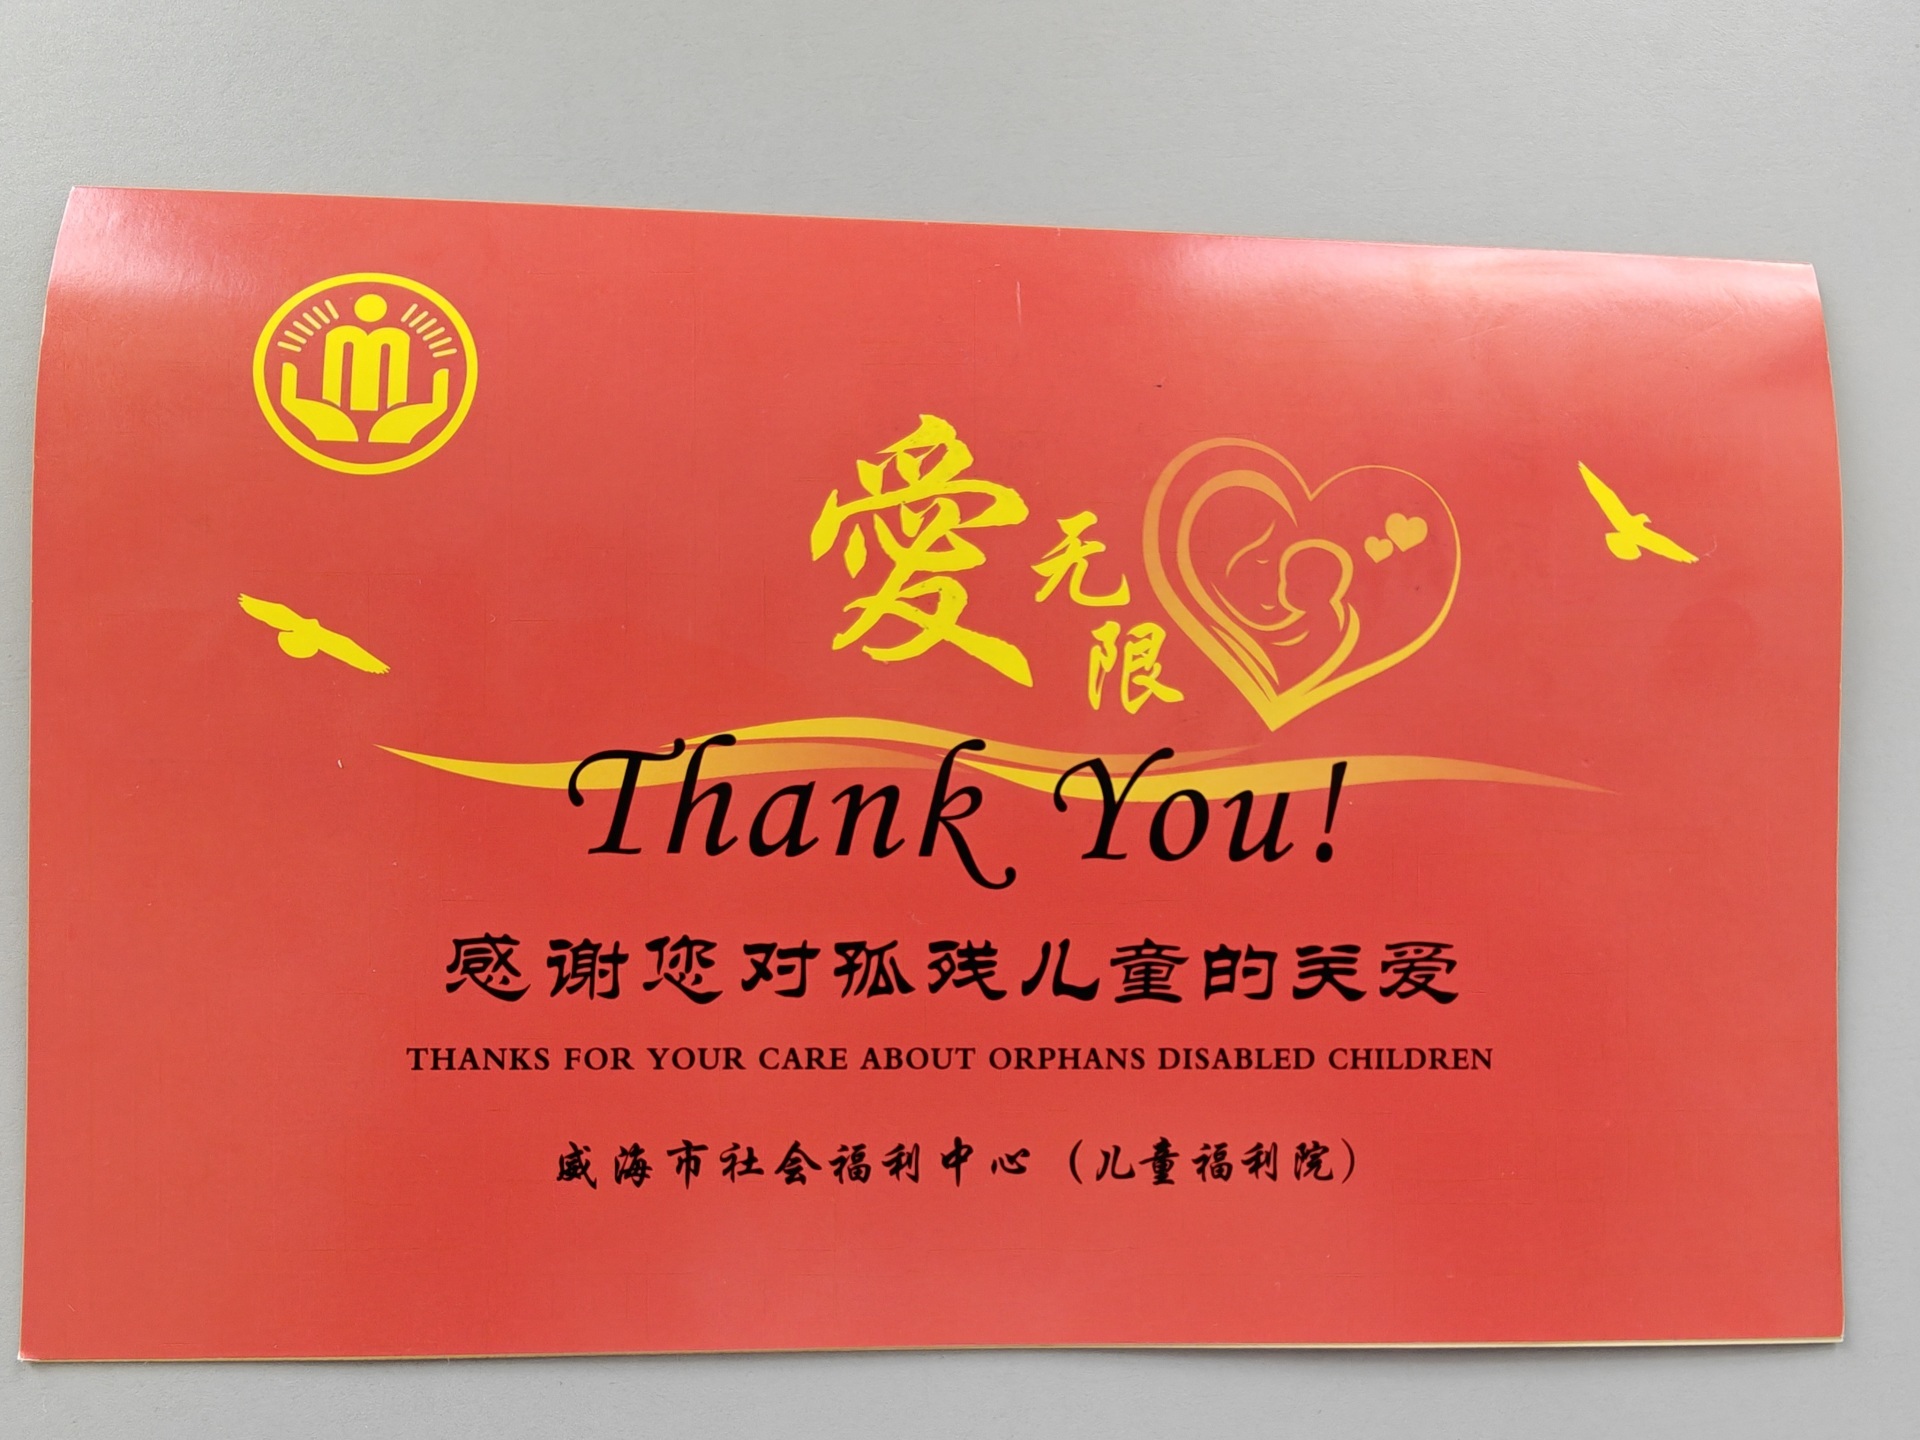 愛无限
Thank You!
感谢您对孤残儿童的关爱
THANKS FOR YOUR CARE ABOUT ORPHANS DISABLED CHILDREN
威海市社会福利中心（儿童福利院）